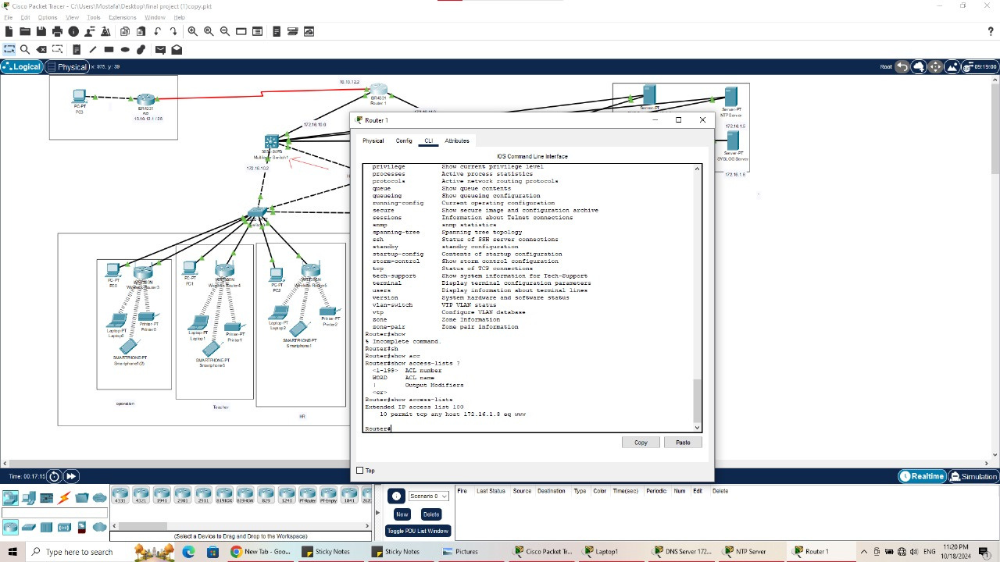 Cisco Packet Tracer - C:\Users\Mostafa\Desktop\final project (1)copy.pkt
File Edit Options View Tools Extensions Window Help
Logical Physical x: 975, y: 39
Root 09:19:00
10.10.12.2
PC-PT
PC3
ISR4331
10.10.12.1 / 28
ISR4331
Router 1
172.16.10.0
172.16.10.2
Server-PT
Server-PT
NTP Server
172.16.1.5
Server-PT
SYSLOG Server
172.16.1.6
Router 1
Physical Config CLI Attributes
IOS Command Line Interface
privilege Show current privilege level
processes Active process statistics
protocols Active network routing protocols
queue Show queue contents
queueing Show queueing configuration
running-config Current operating configuration
secure Show secure image and configuration archive
sessions Information about Telnet connections
snmp snmp statistics
spanning-tree Spanning tree topology
ssh Status of SSH server connections
standby standby configuration
startup-config Contents of startup configuration
storm-control Show storm control configuration
tcp Status of TCP connections
tech-support Show system information for Tech-Support
terminal Display terminal configuration parameters
users Display information about terminal lines
version System hardware and software status
vlan-switch VTP VLAN status
vtp Configure VLAN database
zone Zone Information
zone-pair Zone pair information
Router#show
% Incomplete command.
Router#sh
Router#show acc
Router#show access-lists ?
<1-199> ACL number
WORD ACL name
| Output Modifiers
<cr>
Router#show access-lists
Extended IP access list 100
10 permit tcp any host 172.16.1.8 eq www
Router#
Copy Paste
Top
PC-PT
PC0
Wireless Router3
PC-PT
PC1
Wireless Router4
PC-PT
PC2
Laptop-PT
Printer-PT
Printer0
SMARTPHONE-PT
Smartphone1(2)
Laptop-PT
Laptop1
Printer-PT
Printer1
SMARTPHONE-PT
Smartphone0
Laptop-PT
Laptop2
Printer-PT
Printer2
SMARTPHONE-PT
Smartphone1
operation
Teacher
HR
Time: 00:17:15
Realtime Simulation
4331 4321 1941 2901 2911 819IOX 819HGW 829 1240 PT-Router PT-Empty 1841
(Select a Device to Drag and Drop to the Workspace)
Scenario 0
New Delete
Toggle PDU List Window
Fire Last Status Source Destination Type Color Time(sec) Periodic Num Edit Delete
Type here to search
New Tab - Goo...
Sticky Notes
Sticky Notes
Pictures
Cisco Packet Tr...
Laptop1
DNS Server 172...
NTP Server
Router 1
ENG
11:20 PM
10/18/2024